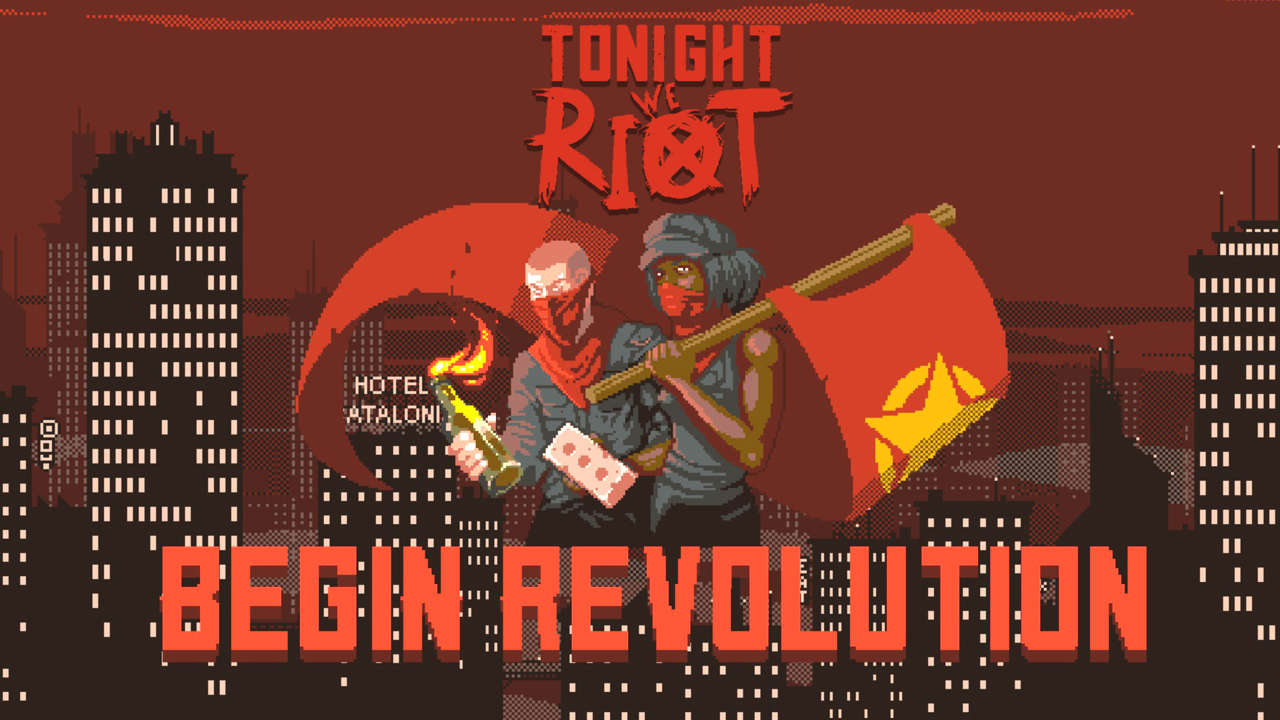 TONIGHT
WE
RIOT
HOTEL
ATALONI
BEGIN REVOLUTION